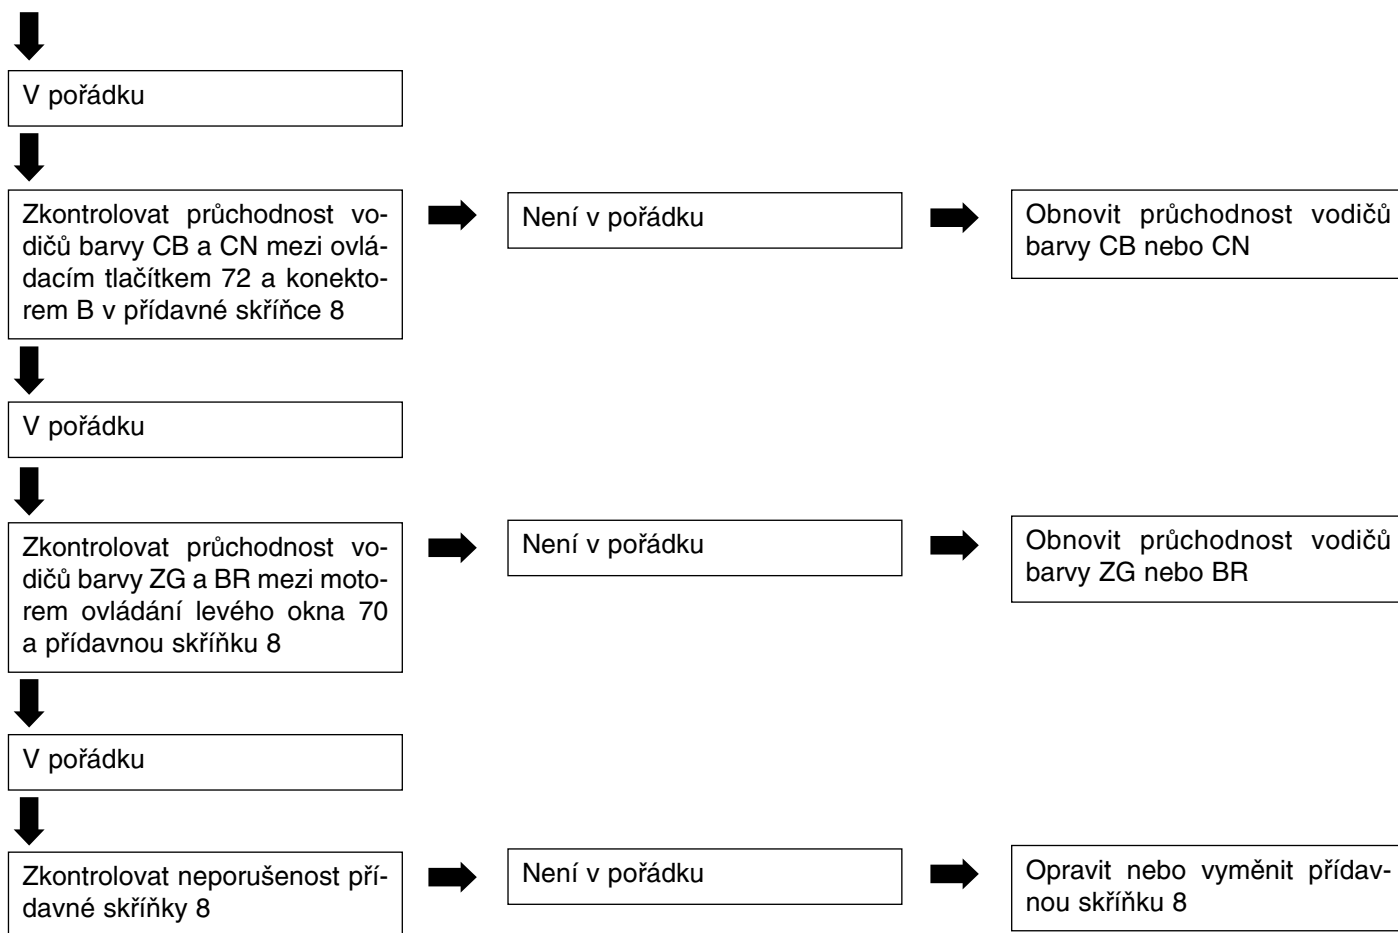 V pořádku
Zkontrolovat průchodnost vo-
dičů barvy CB a CN mezi ovlá-
dacím tlačítkem 72 a konekto-
rem B v přídavné skříňce 8
Není v pořádku
Obnovit průchodnost vodičů
barvy CB nebo CN
V pořádku
Zkontrolovat průchodnost vo-
dičů barvy ZG a BR mezi moto-
rem ovládání levého okna 70
a přídavnou skříňku 8
Není v pořádku
Obnovit průchodnost vodičů
barvy ZG nebo BR
V pořádku
Zkontrolovat neporušenost pří-
davné skříňky 8
Není v pořádku
Opravit nebo vyměnit přídav-
nou skříňku 8